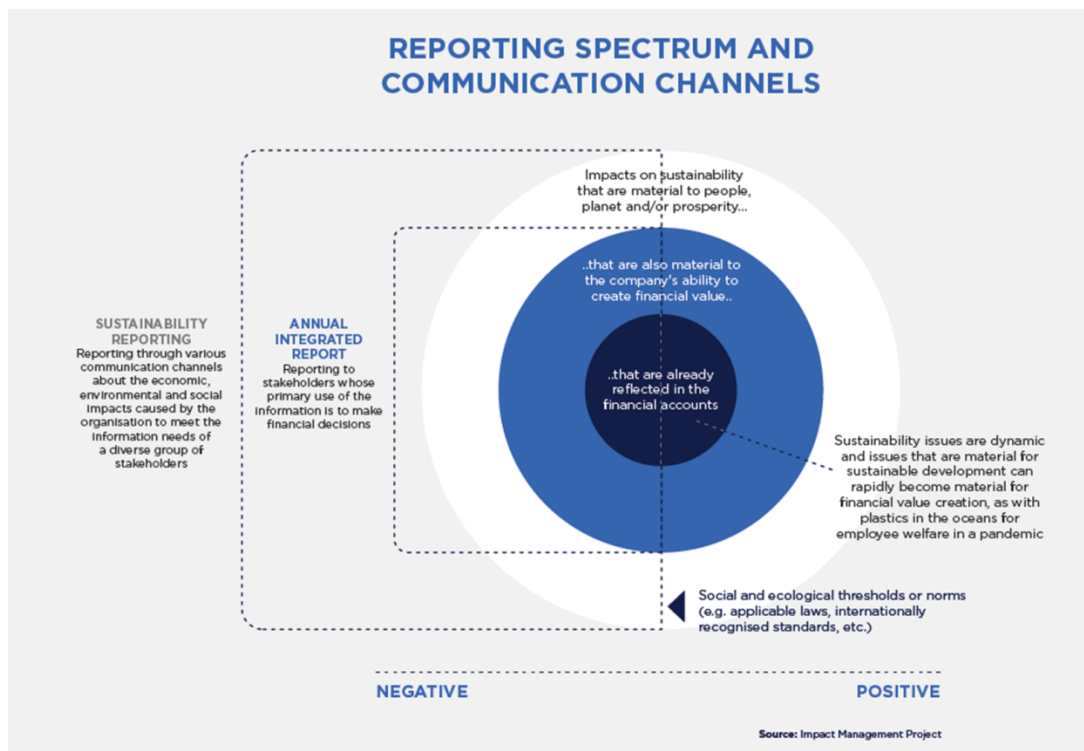 REPORTING SPECTRUM AND
COMMUNICATION CHANNELS
Impacts on sustainability
that are material to people,
planet and/or prosperity...
..that are also material to
the company's ability to
create financial value..
..that are already
reflected in the
financial accounts
SUSTAINABILITY
REPORTING
Reporting through various
communication channels
about the economic,
environmental and social
impacts caused by the
organisation to meet the
information needs of
a diverse group of
stakeholders
ANNUAL
INTEGRATED
REPORT
Reporting to
stakeholders whose
primary use of the
information is to make
financial decisions
Sustainability issues are dynamic
and issues that are material for
sustainable development can
rapidly become material for
financial value creation, as with
plastics in the oceans for
employee welfare in a pandemic
Social and ecological thresholds or norms
(e.g. applicable laws, internationally
recognised standards, etc.)
NEGATIVE
POSITIVE
Source: Impact Management Project